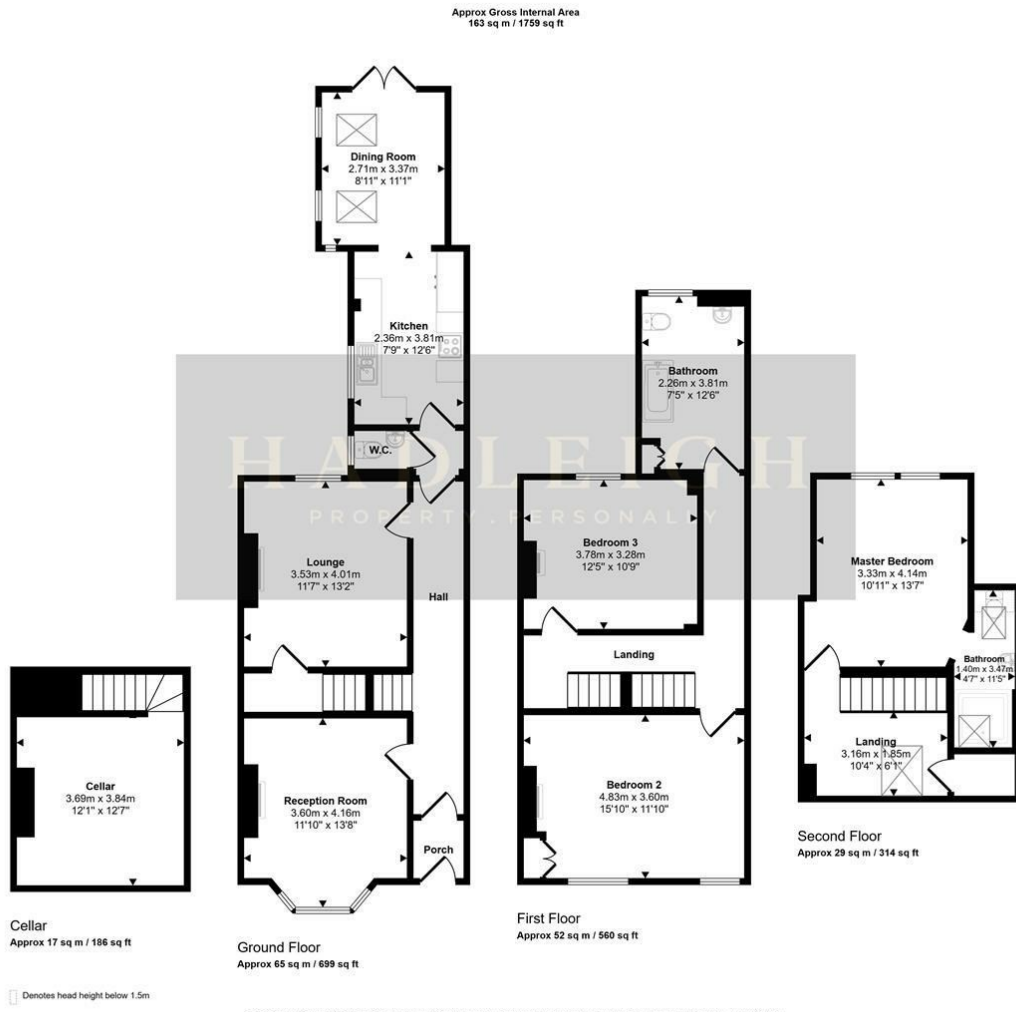 Approx Gross Internal Area
163 sq m / 1759 sq ft
Dining Room
2.71m x 3.37m
8'11" x 11'1"
Kitchen
2.36m x 3.81m
7'9" x 12'6"
W.C.
HADLEIGH
PROPERTY . PERSONALLY
Lounge
3.53m x 4.01m
11'7" x 13'2"
Hall
Reception Room
3.60m x 4.16m
11'10" x 13'8"
Porch
Bathroom
2.26m x 3.81m
7'5" x 12'6"
Bedroom 3
3.78m x 3.28m
12'5" x 10'9"
Landing
Bedroom 2
4.83m x 3.60m
15'10" x 11'10"
Master Bedroom
3.33m x 4.14m
10'11" x 13'7"
Bathroom
1.40m x 3.47m
4'7" x 11'5"
Landing
3.16m x 1.85m
10'4" x 6'1"
Cellar
3.69m x 3.84m
12'1" x 12'7"
Cellar
Approx 17 sq m / 186 sq ft
Ground Floor
Approx 65 sq m / 699 sq ft
First Floor
Approx 52 sq m / 560 sq ft
Second Floor
Approx 29 sq m / 314 sq ft
Denotes head height below 1.5m